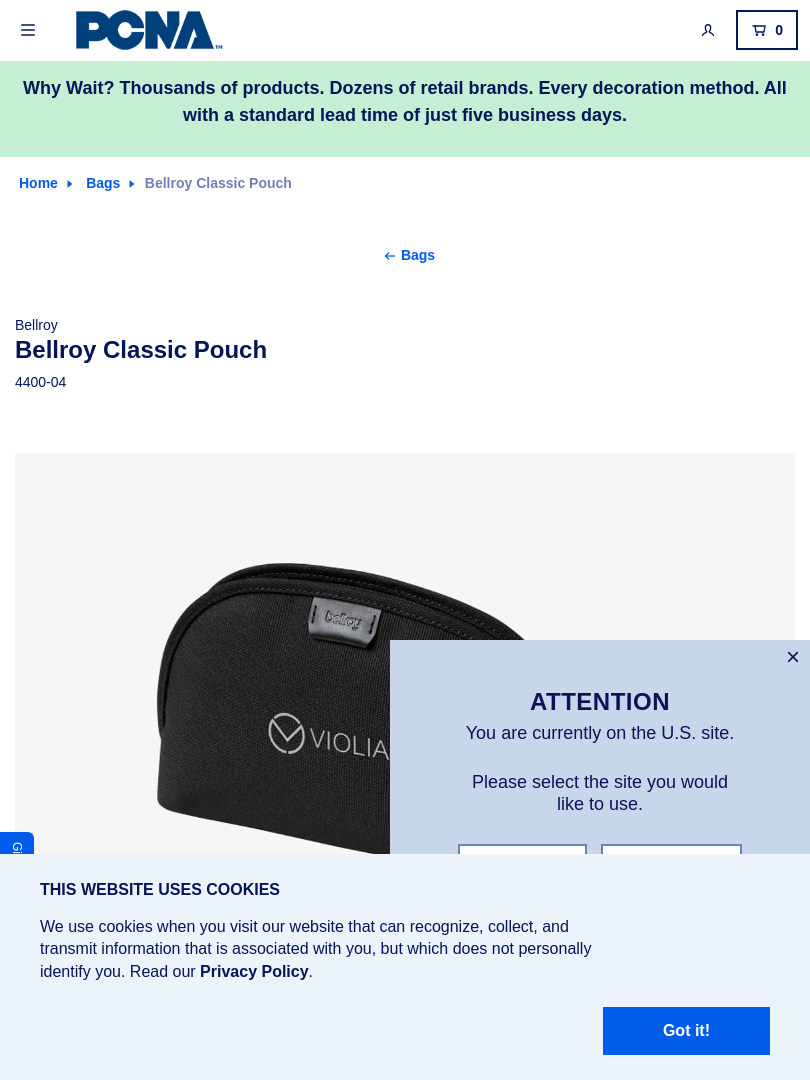 PCNA™
0
Why Wait? Thousands of products. Dozens of retail brands. Every decoration method. All
with a standard lead time of just five business days.
Home
Bags
Bellroy Classic Pouch
Bags
Bellroy
Bellroy Classic Pouch
4400-04
bellroy
VIOLIA
ATTENTION
You are currently on the U.S. site.
Please select the site you would
like to use.
THIS WEBSITE USES COOKIES
We use cookies when you visit our website that can recognize, collect, and
transmit information that is associated with you, but which does not personally
identify you. Read our Privacy Policy.
Got it!